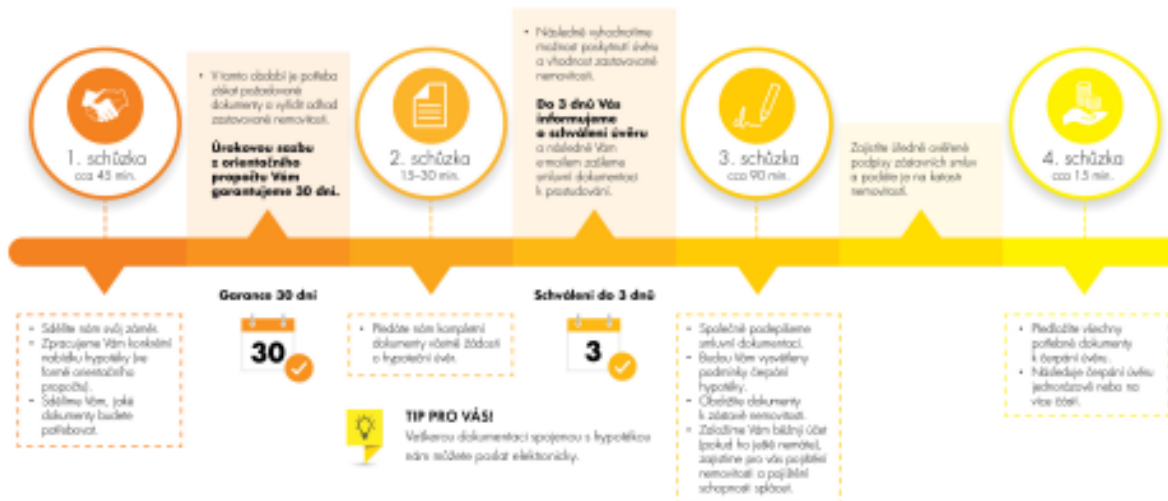 1. schůzka
cca 45 min.
• V tomto období je potřeba
získat požadované
dokumenty a vyřídit odhad
zastavované nemovitosti.
Úrokovou sazbu
z orientačního
propočtu Vám
garantujeme 30 dní.
2. schůzka
15–30 min.
• Následně vyhodnotíme
možnost poskytnutí úvěru
a vhodnost zastavované
nemovitosti.
Do 3 dnů Vás
informujeme
o schválení úvěru
a následně Vám
e-mailem zašleme
smluvní dokumentaci
k prostudování.
3. schůzka
cca 90 min.
Zajistíte úředně ověřené
podpisy zástavních smluv
a podáte je na katastr
nemovitostí.
4. schůzka
cca 15 min.
• Sdělíte nám svůj záměr.
• Zpracujeme Vám konkrétní
nabídku hypotéky (ve
formě orientačního
propočtu).
• Sdělíme Vám, jaké
dokumenty budete
potřebovat.
Garance 30 dní
30
• Předáte nám kompletní
dokumenty včetně žádosti
o hypoteční úvěr.
Schválení do 3 dnů
3
• Společně podepíšeme
smluvní dokumentaci.
• Budou Vám vysvětleny
podmínky čerpání
hypotéky.
• Obdržíte dokumenty
k zástavě nemovitosti.
• Založíme Vám běžný účet
(pokud ho ještě nemáte),
zajistíme pro vás pojištění
nemovitosti a pojištění
schopnosti splácet.
• Předložíte všechny
potřebné dokumenty
k čerpání úvěru.
• Následuje čerpání úvěru
jednorázově nebo na
více částí.
TIP PRO VÁS!
Veškerou dokumentaci spojenou s hypotékou
nám můžete poslat elektronicky.